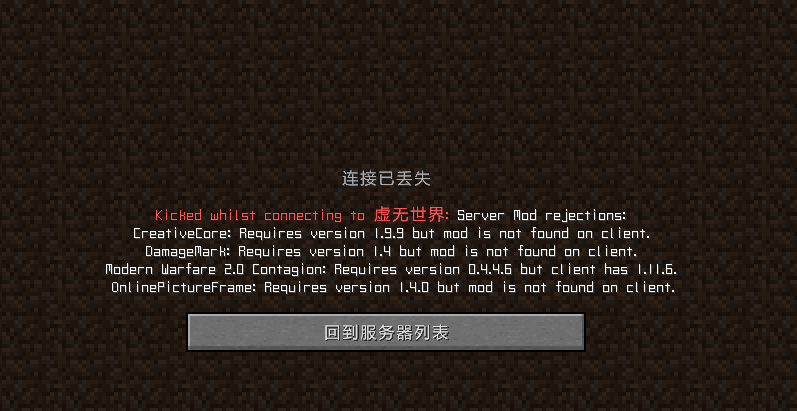 连接已丢失
Kicked whilst connecting to 虚无世界: Server Mod rejections:
CreativeCore: Requires version 1.9.9 but mod is not found on client.
DamageMark: Requires version 1.4 but mod is not found on client.
Modern Warfare 2.0 Contagion: Requires version 0.4.4.6 but client has 1.11.6.
OnlinePictureFrame: Requires version 1.4.0 but mod is not found on client.
回到服务器列表